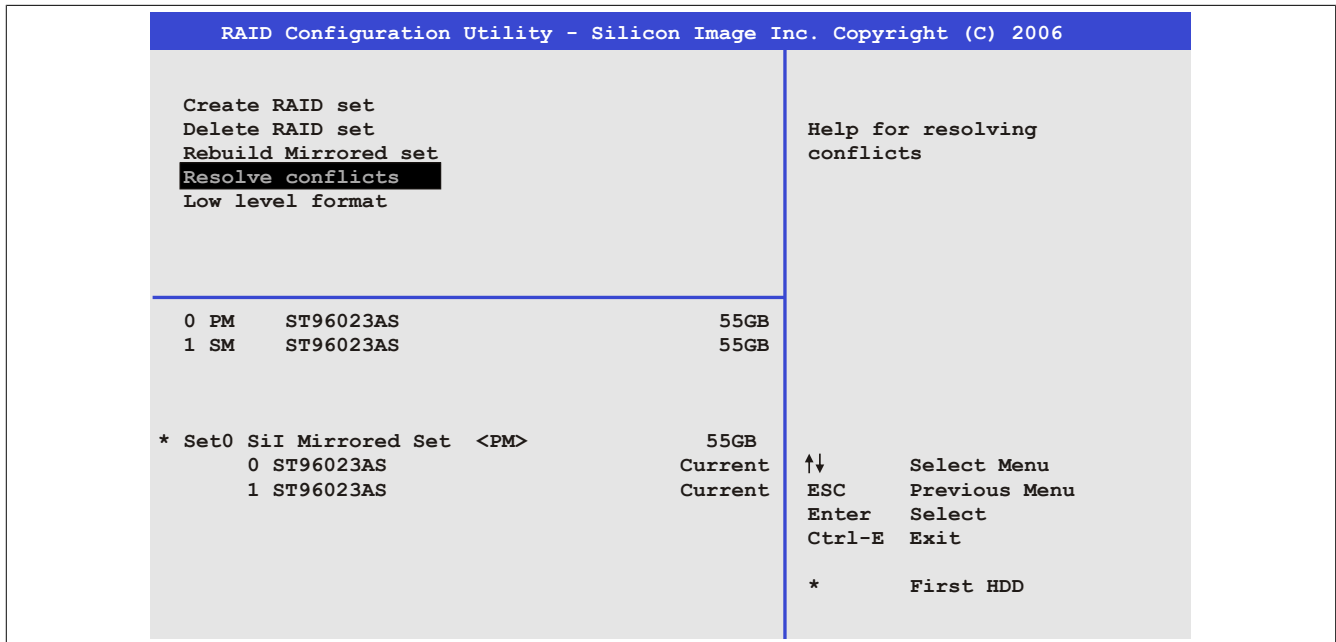 RAID Configuration Utility - Silicon Image Inc. Copyright (C) 2006
Create RAID set
Delete RAID set
Rebuild Mirrored set
Resolve conflicts
Low level format
Help for resolving
conflicts
0 PM ST96023AS 55GB
1 SM ST96023AS 55GB
* Set0 SiI Mirrored Set <PM> 55GB
0 ST96023AS Current
1 ST96023AS Current
↑↓ Select Menu
ESC Previous Menu
Enter Select
Ctrl-E Exit
* First HDD